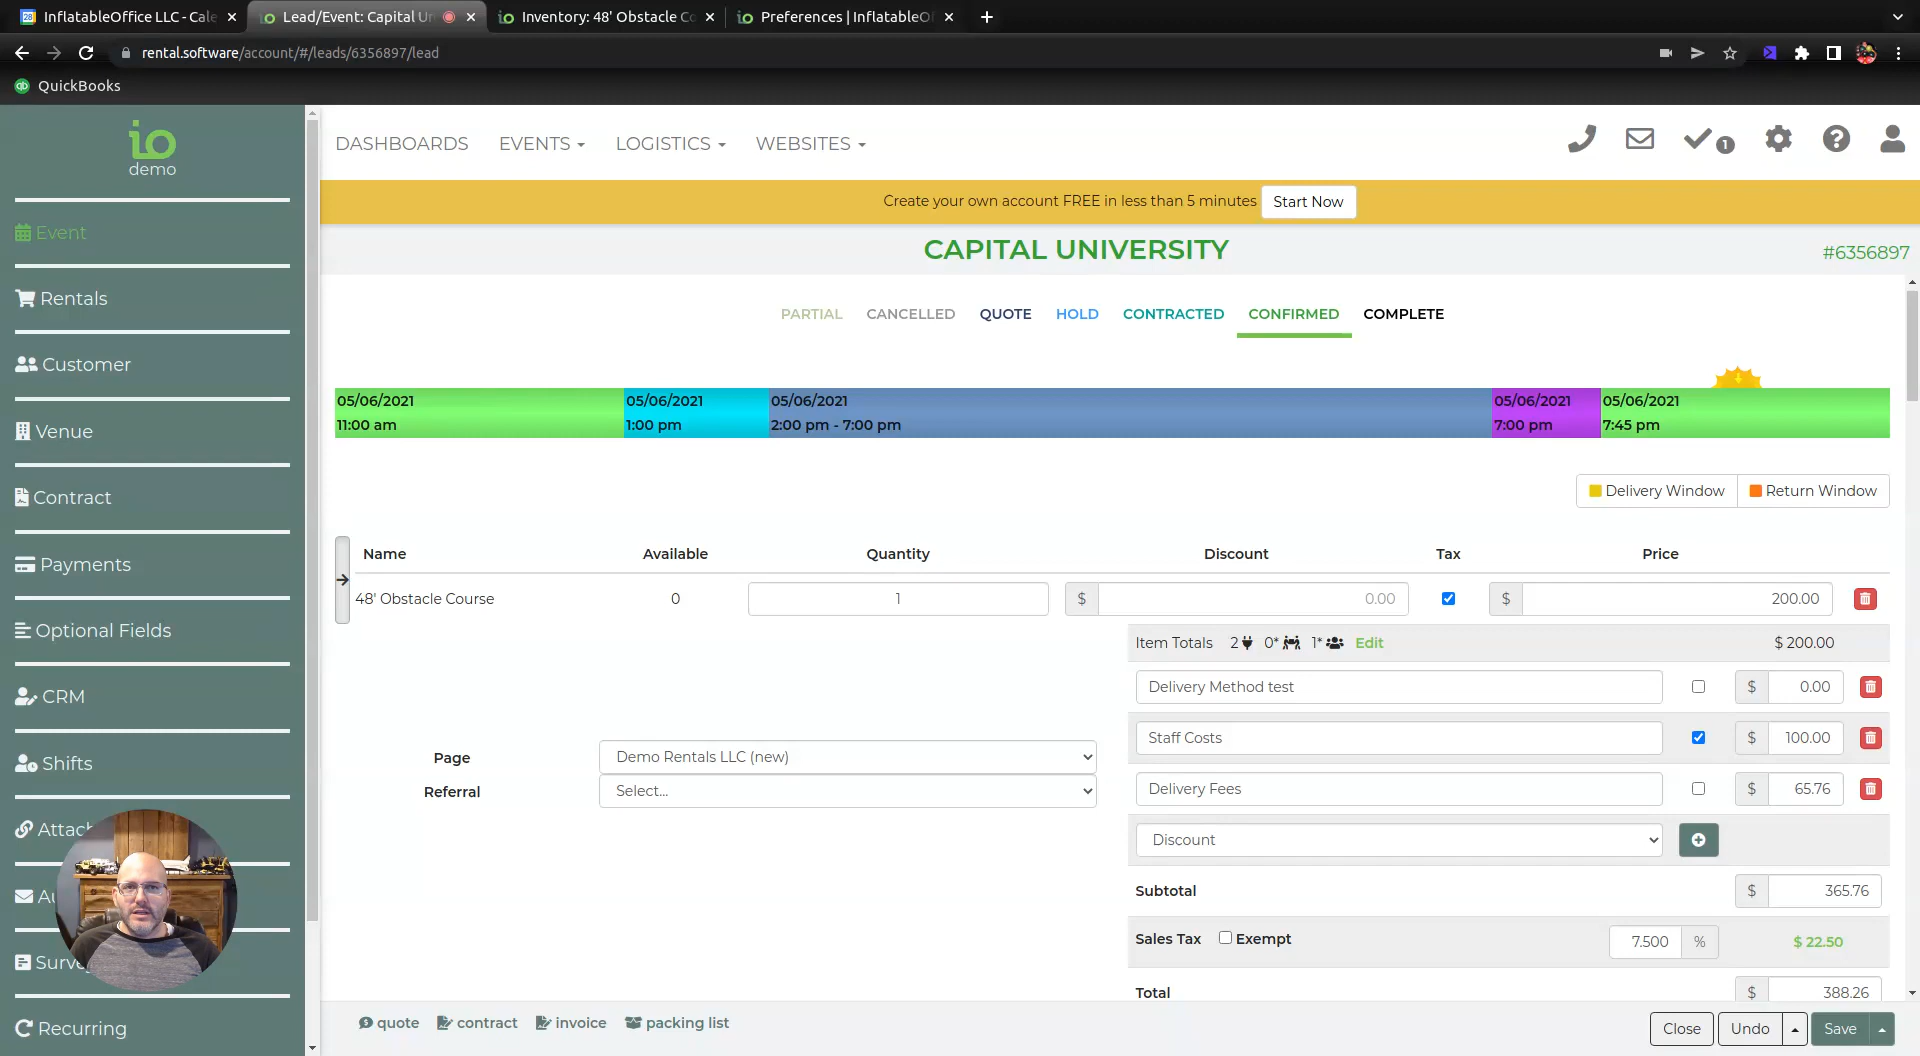 InflatableOffice LLC - Cale
Lead/Event: Capital Un
Inventory: 48' Obstacle Co
Preferences | InflatableOf
rental.software/account/#/leads/6356897/lead
QuickBooks
io
demo
DASHBOARDS
EVENTS
LOGISTICS
WEBSITES
1
Create your own account FREE in less than 5 minutes
Start Now
CAPITAL UNIVERSITY
#6356897
Event
Rentals
Customer
Venue
Contract
Payments
Optional Fields
CRM
Shifts
Attac
Au
Surve
Recurring
PARTIAL
CANCELLED
QUOTE
HOLD
CONTRACTED
CONFIRMED
COMPLETE
05/06/2021
11:00 am
05/06/2021
1:00 pm
05/06/2021
2:00 pm - 7:00 pm
05/06/2021
7:00 pm
05/06/2021
7:45 pm
Delivery Window
Return Window
Name Available Quantity Discount Tax Price
48' Obstacle Course 0 1 $ 0.00 $ 200.00
Item Totals 2 0* 1* Edit $ 200.00
Delivery Method test $ 0.00
Staff Costs $ 100.00
Page Demo Rentals LLC (new)
Referral Select...
Delivery Fees $ 65.76
Discount
Subtotal $ 365.76
Sales Tax Exempt 7.500 % $ 22.50
Total $ 388.26
quote
contract
invoice
packing list
Close
Undo
Save